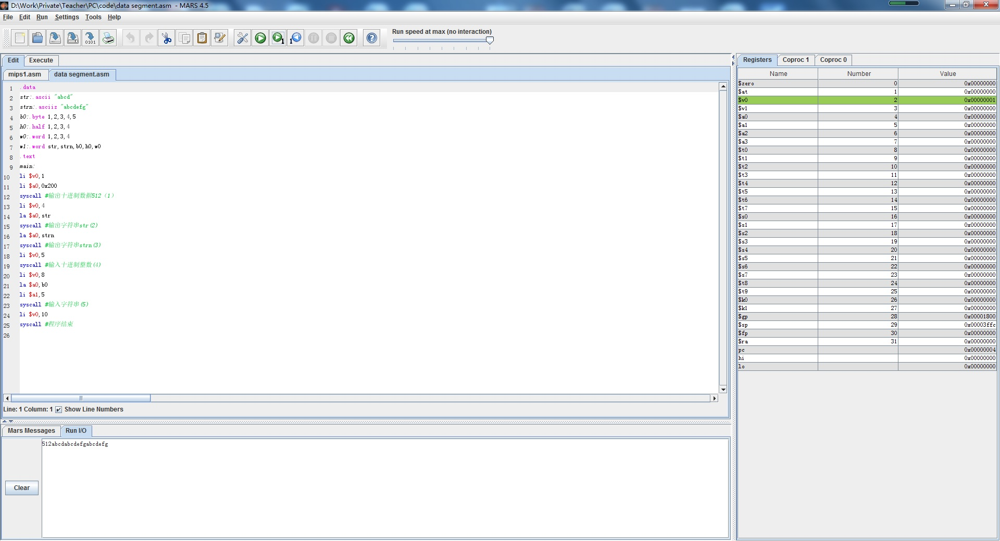 D:\Work\Private\Teacher\PC\code\data segment.asm - MARS 4.5
File Edit Run Settings Tools Help
Run speed at max (no interaction)
Edit Execute
mips1.asm data segment.asm
1 .data
2 str:.ascii "abcd"
3 strn:.asciiz "abcdefg"
4 b0:.byte 1,2,3,4,5
5 h0:.half 1,2,3,4
6 w0:.word 1,2,3,4
7 w1:.word str,strn,b0,h0,w0
8 .text
9 main:
10 li $v0,1
11 li $a0,0x200
12 syscall #输出十进制数据512（1）
13 li $v0,4
14 la $a0,str
15 syscall #输出字符串str(2)
16 la $a0,strn
17 syscall #输出字符串strn(3)
18 li $v0,5
19 syscall #输入十进制整数(4)
20 li $v0,8
21 la $a0,b0
22 li $a1,5
23 syscall #输入字符串(5)
24 li $v0,10
25 syscall #程序结束
26
Line: 1 Column: 1 Show Line Numbers
Mars Messages Run I/O
512abcdabcdefgabcdefg
Clear
Registers Coproc 1 Coproc 0
Name Number Value
$zero 0 0x00000000
$at 1 0x00000000
$v0 2 0x00000001
$v1 3 0x00000000
$a0 4 0x00000000
$a1 5 0x00000000
$a2 6 0x00000000
$a3 7 0x00000000
$t0 8 0x00000000
$t1 9 0x00000000
$t2 10 0x00000000
$t3 11 0x00000000
$t4 12 0x00000000
$t5 13 0x00000000
$t6 14 0x00000000
$t7 15 0x00000000
$s0 16 0x00000000
$s1 17 0x00000000
$s2 18 0x00000000
$s3 19 0x00000000
$s4 20 0x00000000
$s5 21 0x00000000
$s6 22 0x00000000
$s7 23 0x00000000
$t8 24 0x00000000
$t9 25 0x00000000
$k0 26 0x00000000
$k1 27 0x00000000
$gp 28 0x00001800
$sp 29 0x00003ffc
$fp 30 0x00000000
$ra 31 0x00000000
pc 0x00000004
hi 0x00000000
lo 0x00000000